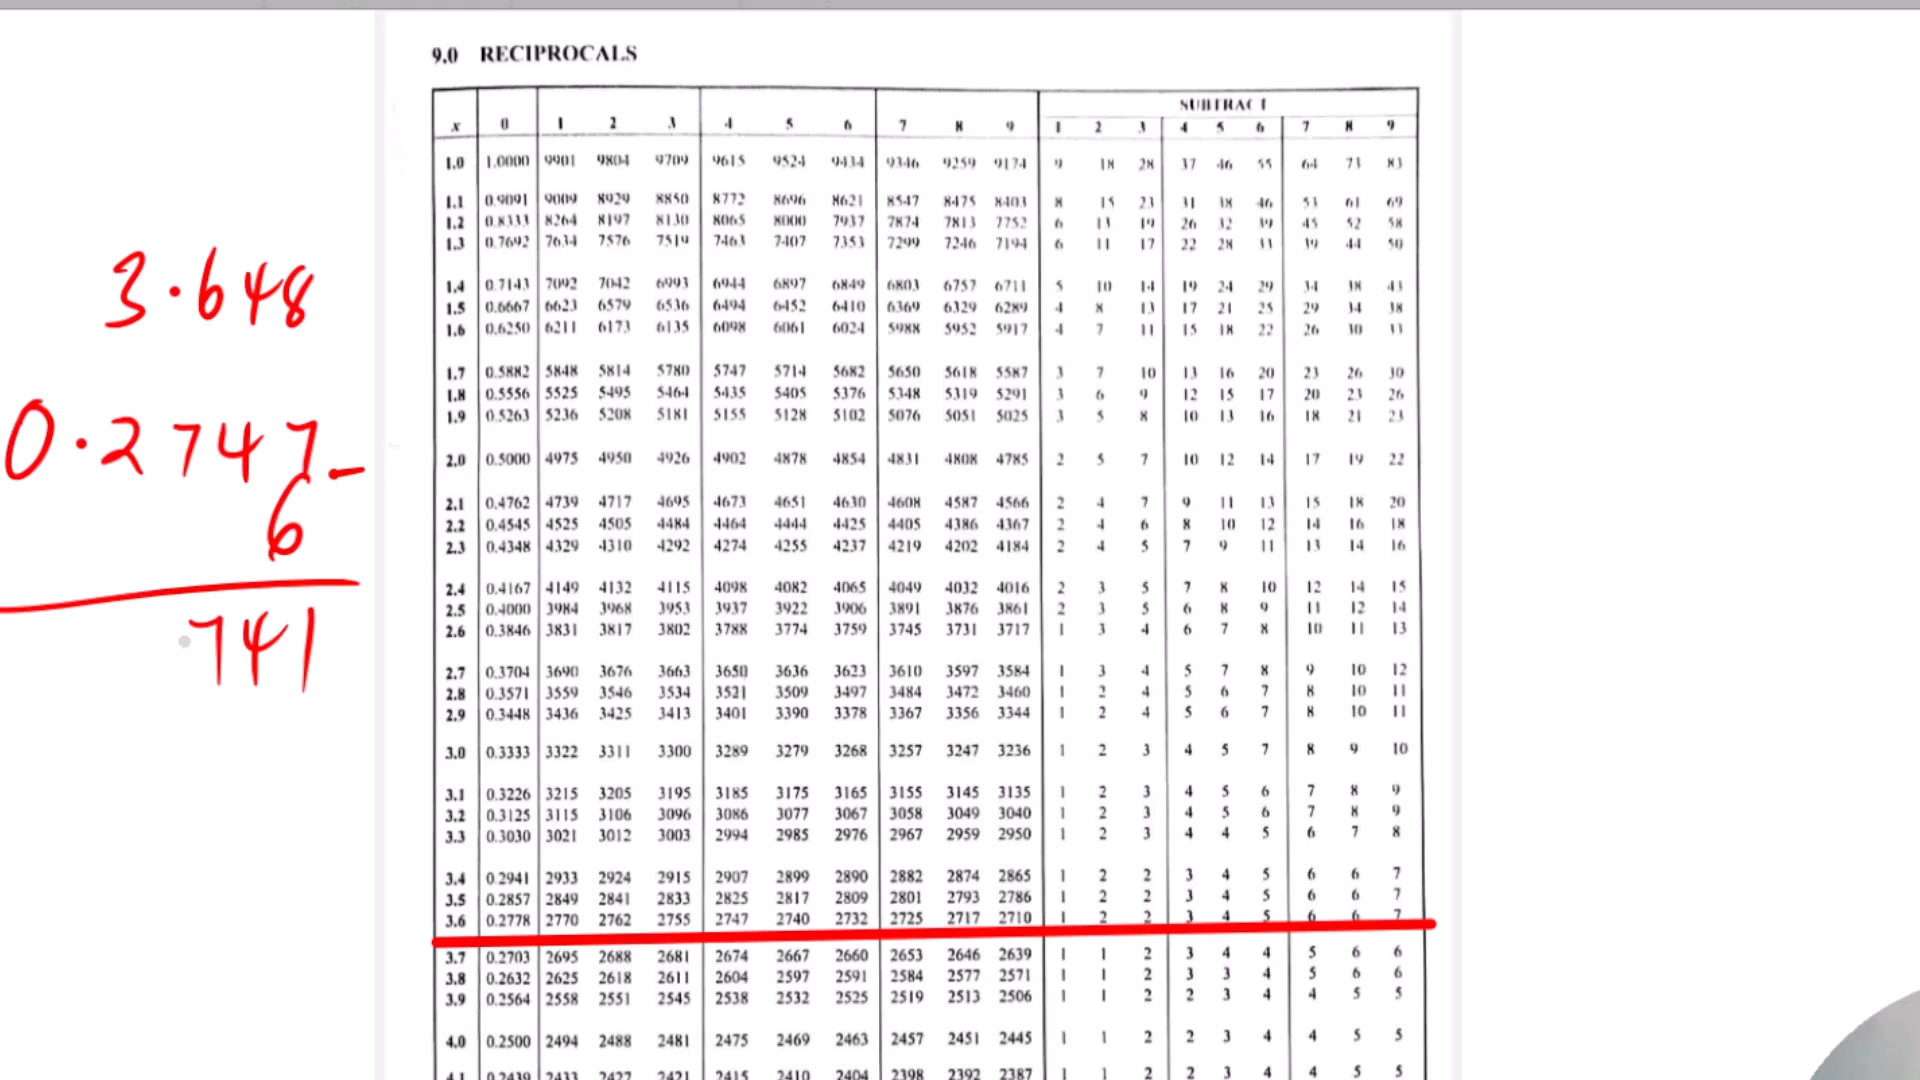 9.0 RECIPROCALS
SUBTRACT
x 0 1 2 3 4 5 6 7 8 9 1 2 3 4 5 6 7 8 9
1.0 1.0000 9901 9804 9709 9615 9524 9434 9346 9259 9174 9 18 28 37 46 55 64 73 83
1.1 0.9091 9009 8929 8850 8772 8696 8621 8547 8475 8403 8 15 23 31 38 46 53 61 69
1.2 0.8333 8264 8197 8130 8065 8000 7937 7874 7813 7752 6 13 19 26 32 39 45 52 58
1.3 0.7692 7634 7576 7519 7463 7407 7353 7299 7246 7194 6 11 17 22 28 33 39 44 50
1.4 0.7143 7092 7042 6993 6944 6897 6849 6803 6757 6711 5 10 14 19 24 29 34 38 43
1.5 0.6667 6623 6579 6536 6494 6452 6410 6369 6329 6289 4 8 13 17 21 25 29 34 38
1.6 0.6250 6211 6173 6135 6098 6061 6024 5988 5952 5917 4 7 11 15 18 22 26 30 33
1.7 0.5882 5848 5814 5780 5747 5714 5682 5650 5618 5587 3 7 10 13 16 20 23 26 30
1.8 0.5556 5525 5495 5464 5435 5405 5376 5348 5319 5291 3 6 9 12 15 17 20 23 26
1.9 0.5263 5236 5208 5181 5155 5128 5102 5076 5051 5025 3 5 8 10 13 16 18 21 23
2.0 0.5000 4975 4950 4926 4902 4878 4854 4831 4808 4785 2 5 7 10 12 14 17 19 22
2.1 0.4762 4739 4717 4695 4673 4651 4630 4608 4587 4566 2 4 7 9 11 13 15 18 20
2.2 0.4545 4525 4505 4484 4464 4444 4425 4405 4386 4367 2 4 6 8 10 12 14 16 18
2.3 0.4348 4329 4310 4292 4274 4255 4237 4219 4202 4184 2 4 5 7 9 11 13 14 16
2.4 0.4167 4149 4132 4115 4098 4082 4065 4049 4032 4016 2 3 5 7 8 10 12 14 15
2.5 0.4000 3984 3968 3953 3937 3922 3906 3891 3876 3861 2 3 5 6 8 9 11 12 14
2.6 0.3846 3831 3817 3802 3788 3774 3759 3745 3731 3717 1 3 4 6 7 8 10 11 13
2.7 0.3704 3690 3676 3663 3650 3636 3623 3610 3597 3584 1 3 4 5 7 8 9 10 12
2.8 0.3571 3559 3546 3534 3521 3509 3497 3484 3472 3460 1 2 4 5 6 7 8 10 11
2.9 0.3448 3436 3425 3413 3401 3390 3378 3367 3356 3344 1 2 4 5 6 7 8 10 11
3.0 0.3333 3322 3311 3300 3289 3279 3268 3257 3247 3236 1 2 3 4 5 7 8 9 10
3.1 0.3226 3215 3205 3195 3185 3175 3165 3155 3145 3135 1 2 3 4 5 6 7 8 9
3.2 0.3125 3115 3106 3096 3086 3077 3067 3058 3049 3040 1 2 3 4 5 6 7 8 9
3.3 0.3030 3021 3012 3003 2994 2985 2976 2967 2959 2950 1 2 3 4 4 5 6 7 8
3.4 0.2941 2933 2924 2915 2907 2899 2890 2882 2874 2865 1 2 2 3 4 5 6 6 7
3.5 0.2857 2849 2841 2833 2825 2817 2809 2801 2793 2786 1 2 2 3 4 5 6 6 7
3.6 0.2778 2770 2762 2755 2747 2740 2732 2725 2717 2710 1 2 2 3 4 5 6 6 7
3.7 0.2703 2695 2688 2681 2674 2667 2660 2653 2646 2639 1 1 2 3 4 4 5 6 6
3.8 0.2632 2625 2618 2611 2604 2597 2591 2584 2577 2571 1 1 2 3 3 4 5 6 6
3.9 0.2564 2558 2551 2545 2538 2532 2525 2519 2513 2506 1 1 2 2 3 4 4 5 5
4.0 0.2500 2494 2488 2481 2475 2469 2463 2457 2451 2445 1 1 2 2 3 4 4 5 5
4.1 0.2439 2433 2427 2421 2415 2410 2404 2398 2392 2387 1 1 2 2 3 4 4 5 5
3.648
0.2747 -
6
741